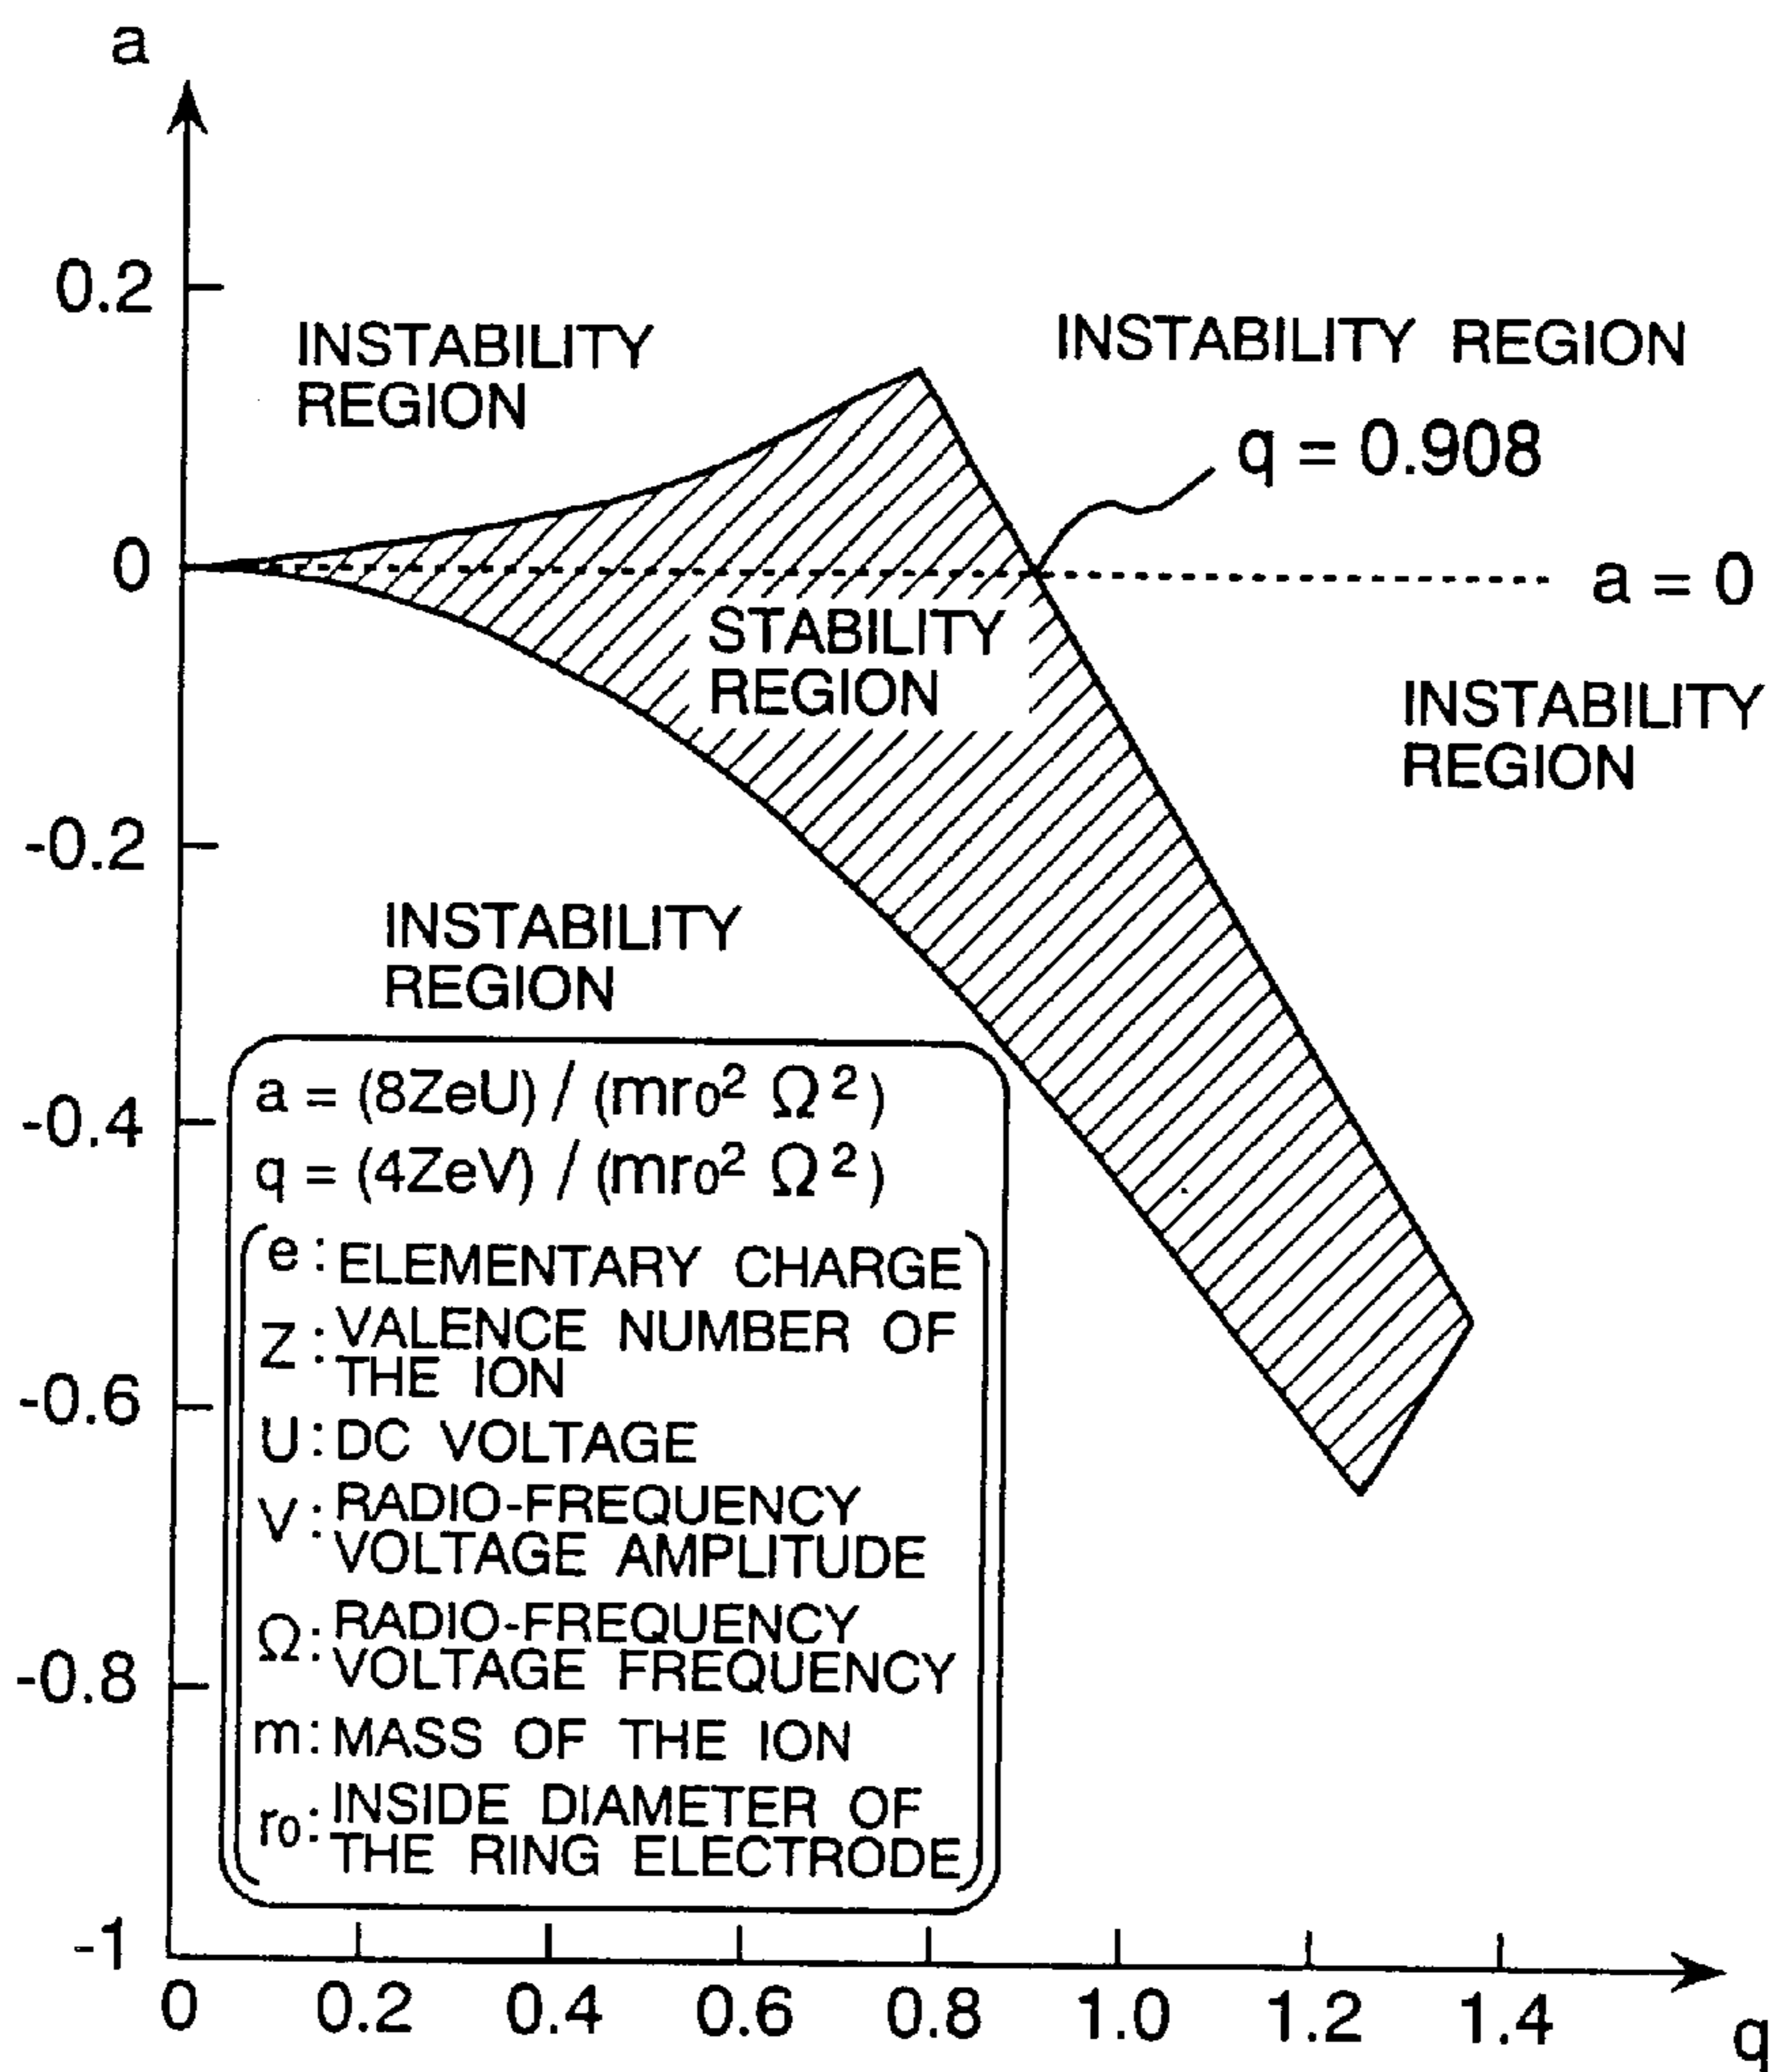 a
0.2
INSTABILITY
REGION
INSTABILITY REGION
q = 0.908
0
a = 0
STABILITY
REGION
INSTABILITY
REGION
-0.2
INSTABILITY
REGION
-0.4
a = (8ZeU) / (mr₀² Ω²)
q = (4ZeV) / (mr₀² Ω²)
e : ELEMENTARY CHARGE
Z : VALENCE NUMBER OF
THE ION
-0.6
U : DC VOLTAGE
V : RADIO-FREQUENCY
VOLTAGE AMPLITUDE
Ω : RADIO-FREQUENCY
VOLTAGE FREQUENCY
-0.8
m : MASS OF THE ION
r₀ : INSIDE DIAMETER OF
THE RING ELECTRODE
-1
0 0.2 0.4 0.6 0.8 1.0 1.2 1.4
q